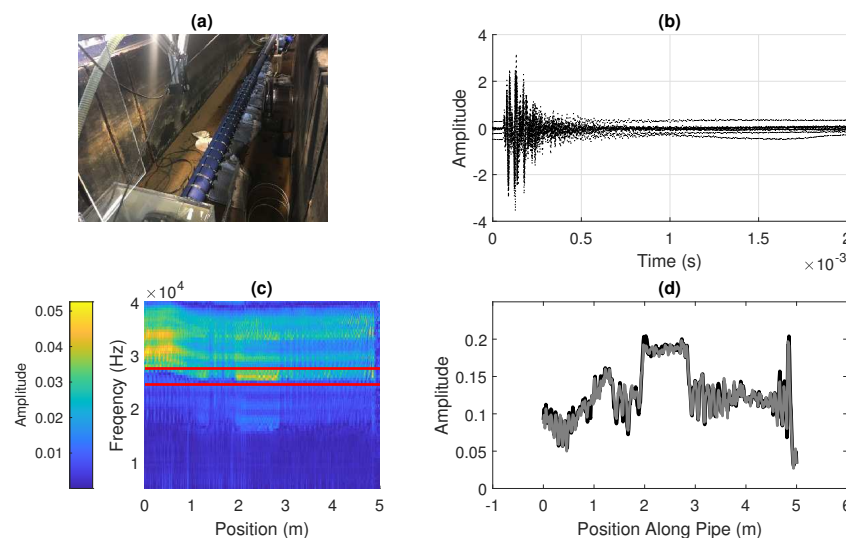 (a)
(b)
4
2
0
-2
-4
Amplitude
0 0.5 1 1.5 2
Time (s)
×10-3
(c)
×104
4
3
2
1
Freqency (Hz)
0.05
0.04
0.03
0.02
0.01
Amplitude
0 1 2 3 4 5
Position (m)
(d)
0.2
0.15
0.1
0.05
0
Amplitude
-1 0 1 2 3 4 5 6
Position Along Pipe (m)